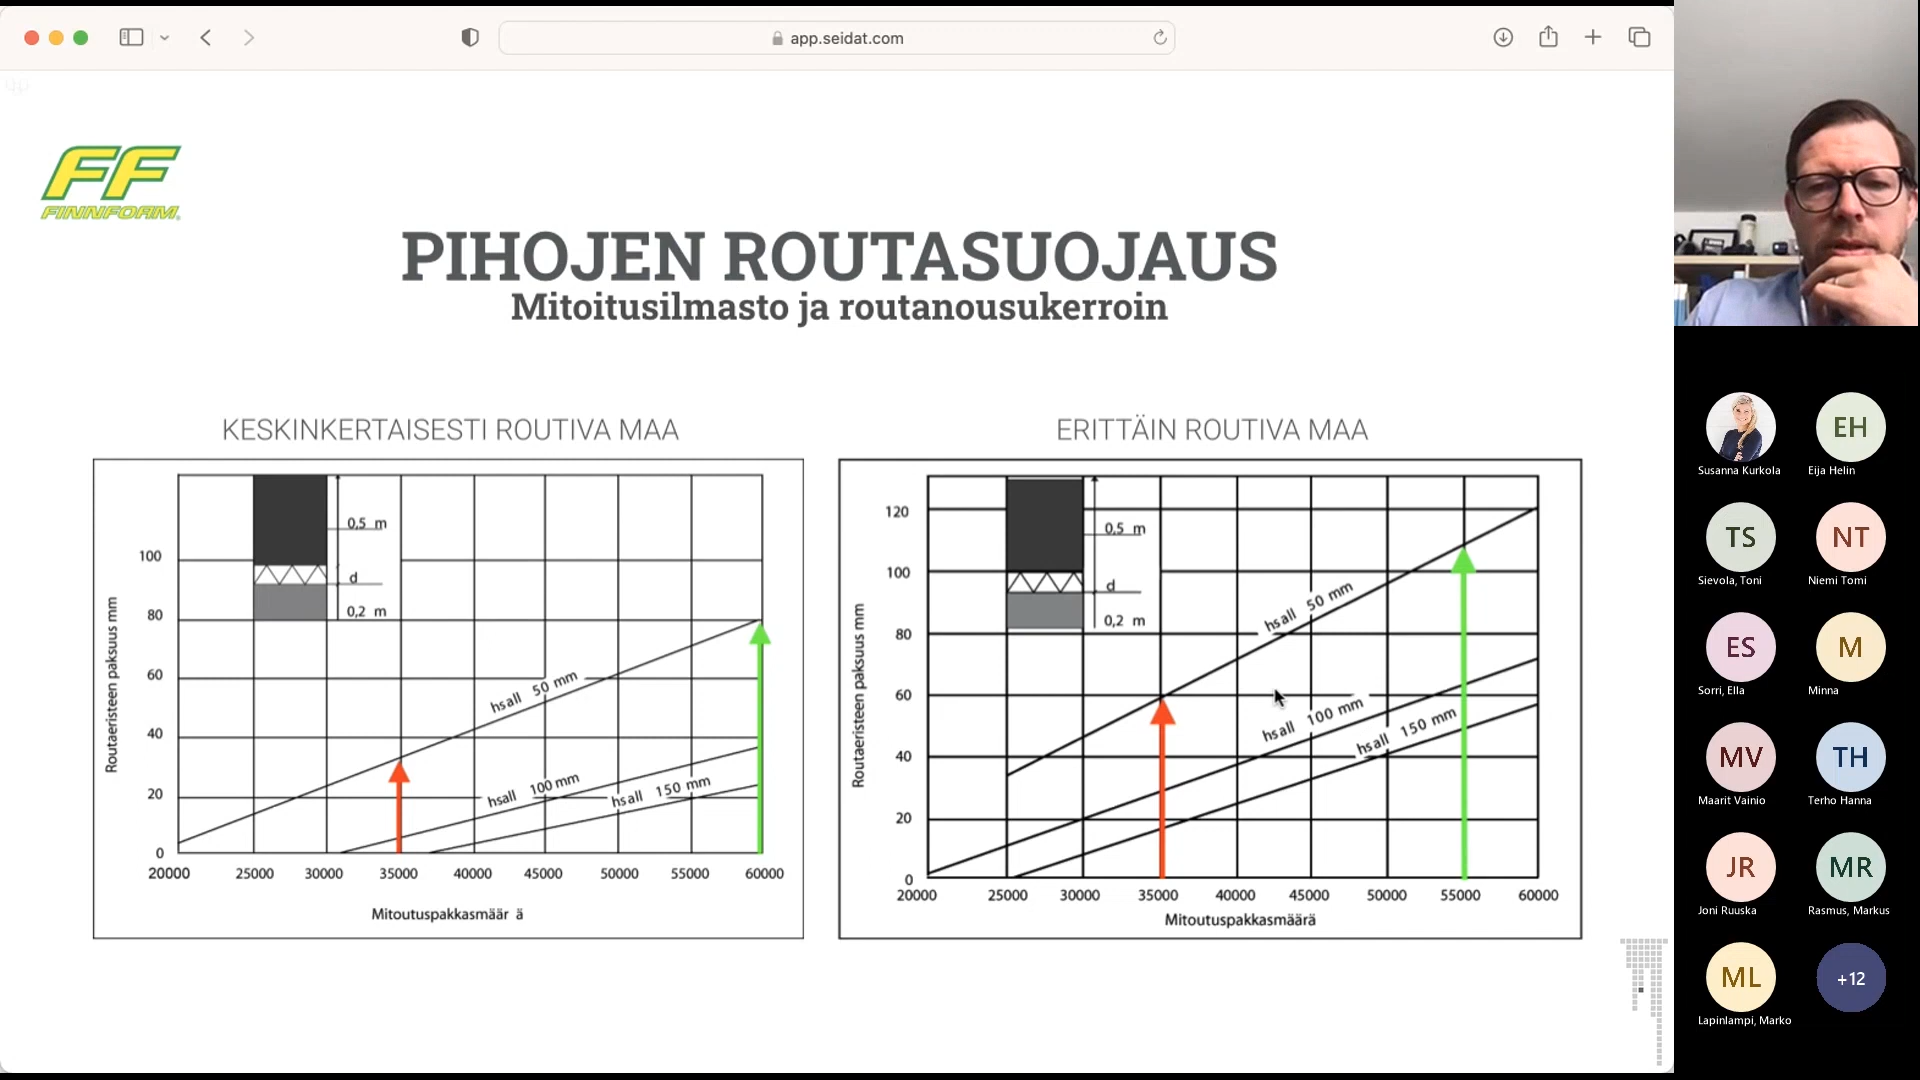 app.seidat.com
FF
FINNFOAM
PIHOJEN ROUTASUOJAUS
Mitoitusilmasto ja routanousukerroin
KESKINKERTAISESTI ROUTIVA MAA
0,5 m
d
0,2 m
100
80
60
40
20
0
Routaeristeen paksuus mm
hsall 50 mm
hsall 100 mm
hsall 150 mm
20000 25000 30000 35000 40000 45000 50000 55000 60000
Mitoutuspakkasmäär ä
ERITTÄIN ROUTIVA MAA
0,5 m
d
0,2 m
120
100
80
60
40
20
0
Routaeristeen paksuus mm
hsall 50 mm
hsall 100 mm
hsall 150 mm
20000 25000 30000 35000 40000 45000 50000 55000 60000
Mitoutuspakkasmäärä
Susanna Kurkola
EH
Eija Helin
TS
Sievola, Toni
NT
Niemi Tomi
ES
Sorri, Ella
M
Minna
MV
Maarit Vainio
TH
Terho Hanna
JR
Joni Ruuska
MR
Rasmus, Markus
ML
Lapinlampi, Marko
+12